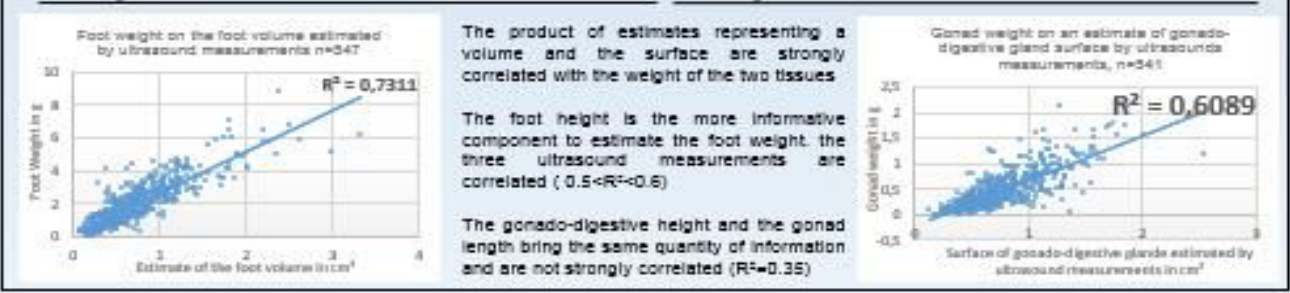 Foot weight on the foot volume estimated
by ultrasound measurements n=547
R² = 0,7311
10
8
6
4
2
0
Foot Weight in g
0
1
2
3
4
Estimate of the foot volume in cm³
The product of estimates representing a
volume and the surface are strongly
correlated with the weight of the two tissues
The foot height is the more informative
component to estimate the foot weight. the
three ultrasound measurements are
correlated ( 0.5<R²<0.6)
The gonado-digestive height and the gonad
length bring the same quantity of information
and are not strongly correlated (R²=0.35)
Gonad weight on an estimate of gonado-
digestive gland surface by ultrasounds
measurements, n=541
R² = 0,6089
2,5
2
1,5
1
0,5
0
-0,5
Gonad weight in g
0
1
2
3
Surface of gonado-digestive glande estimated by
ultrasound measurements in cm²